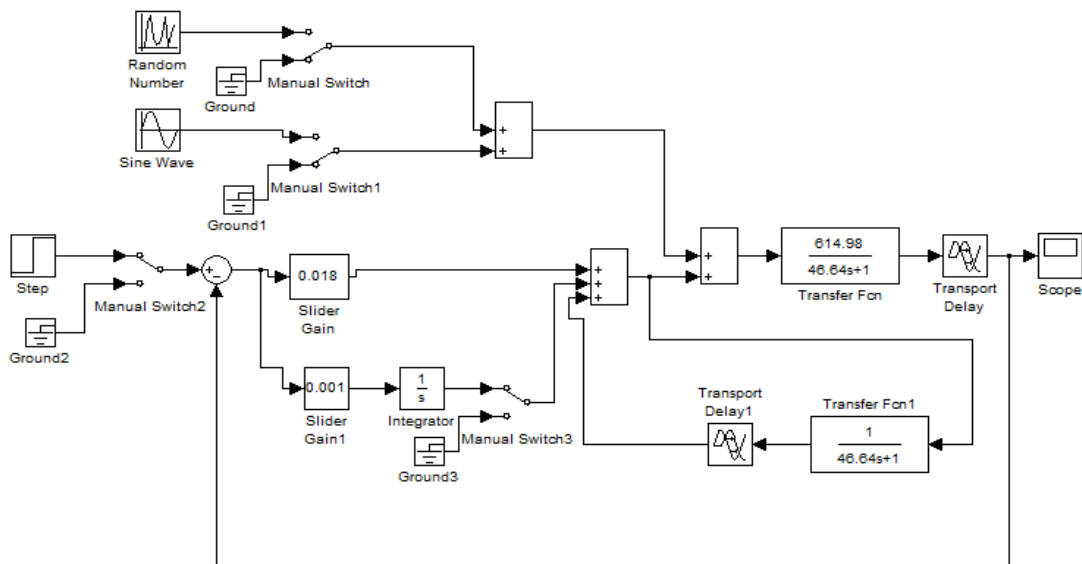 Random
Number
Ground
Manual Switch
Sine Wave
Ground1
Manual Switch1
+
+
Step
Ground2
Manual Switch2
+
−
0.018
Slider
Gain
0.001
Slider
Gain1
1
s
Integrator
Ground3
Manual Switch3
+
+
+
+
+
614.98
46.64s+1
Transfer Fcn
Transport
Delay
Scope
Transport
Delay1
Transfer Fcn1
1
46.64s+1